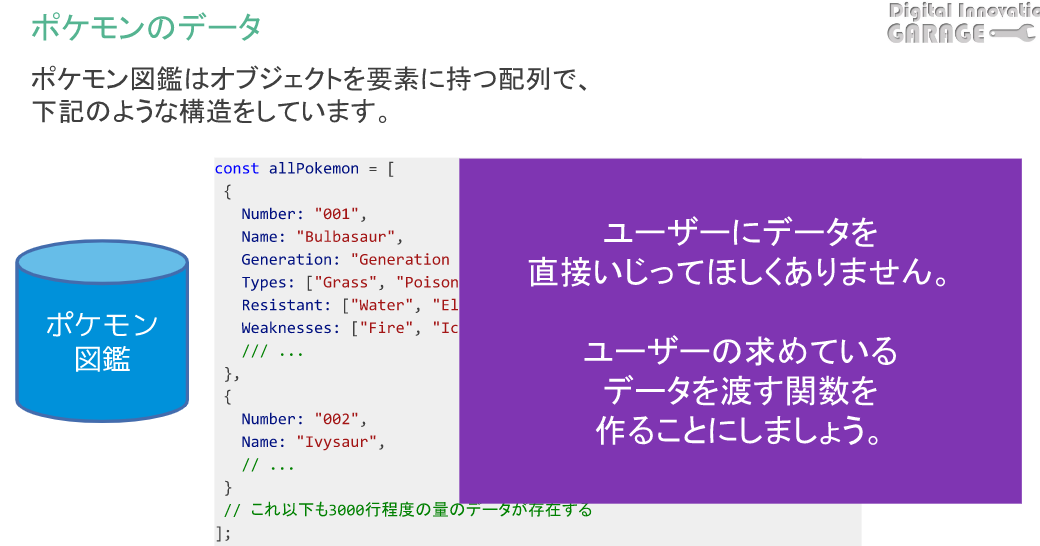 ポケモンのデータ
Digital Innovatio
GARAGE
ポケモン図鑑はオブジェクトを要素に持つ配列で、
下記のような構造をしています。
ポケモン
図鑑
const allPokemon = [
{
Number: "001",
Name: "Bulbasaur",
Generation: "Generation
Types: ["Grass", "Poison
Resistant: ["Water", "El
Weaknesses: ["Fire", "Ic
/// ...
},
{
Number: "002",
Name: "Ivysaur",
// ...
}
// これ以下も3000行程度の量のデータが存在する
];
ユーザーにデータを
直接いじってほしくありません。
ユーザーの求めている
データを渡す関数を
作ることにしましょう。